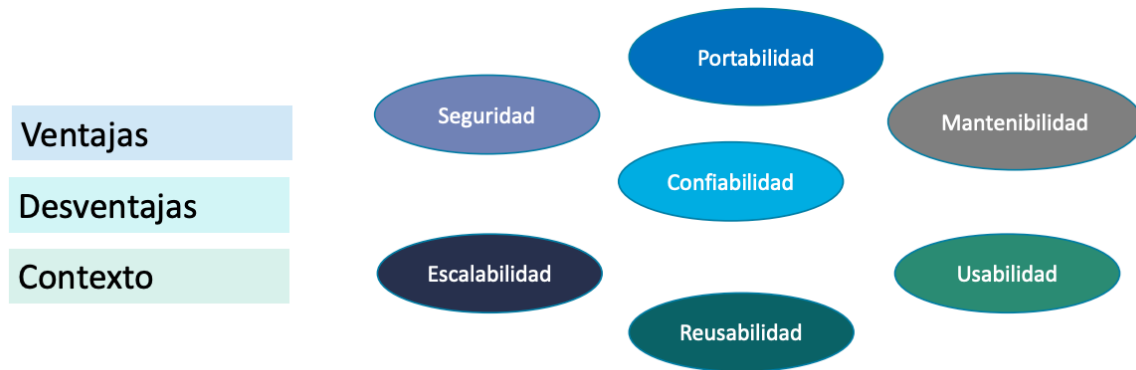 Ventajas
Desventajas
Contexto
Portabilidad
Seguridad
Mantenibilidad
Confiabilidad
Escalabilidad
Usabilidad
Reusabilidad